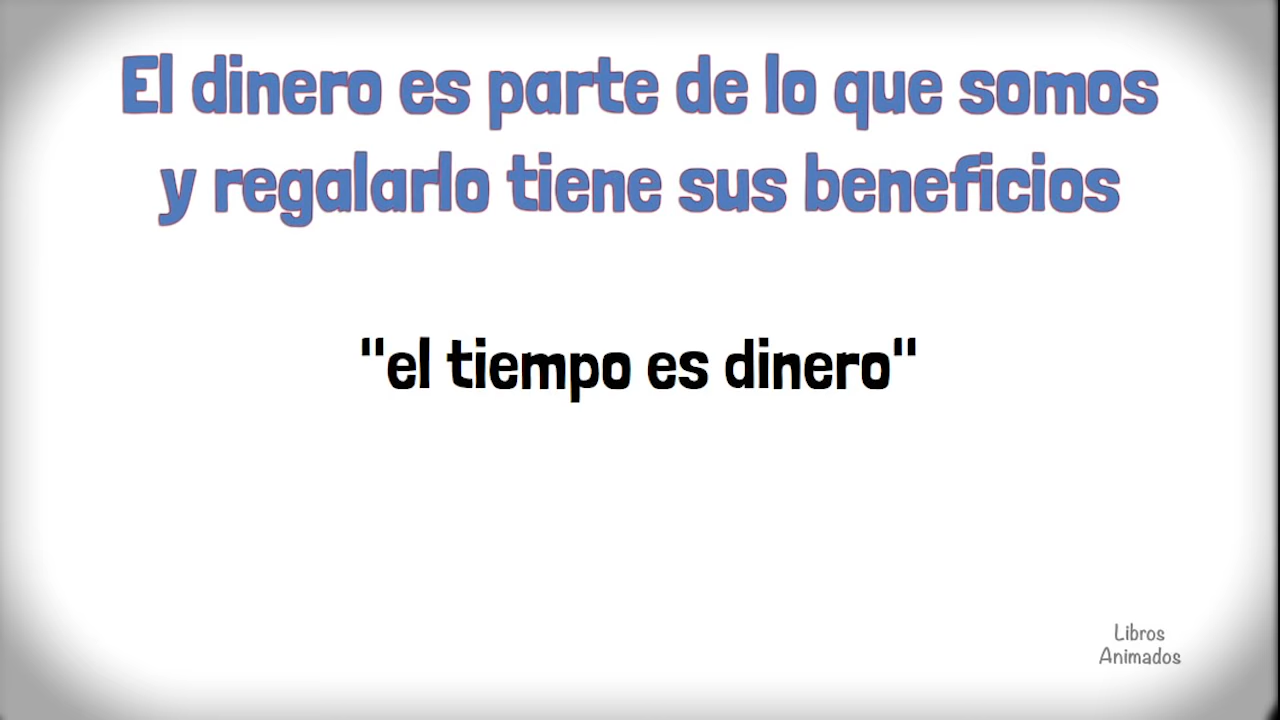 El dinero es parte de lo que somos
y regalarlo tiene sus beneficios
"el tiempo es dinero"
Libros
Animados